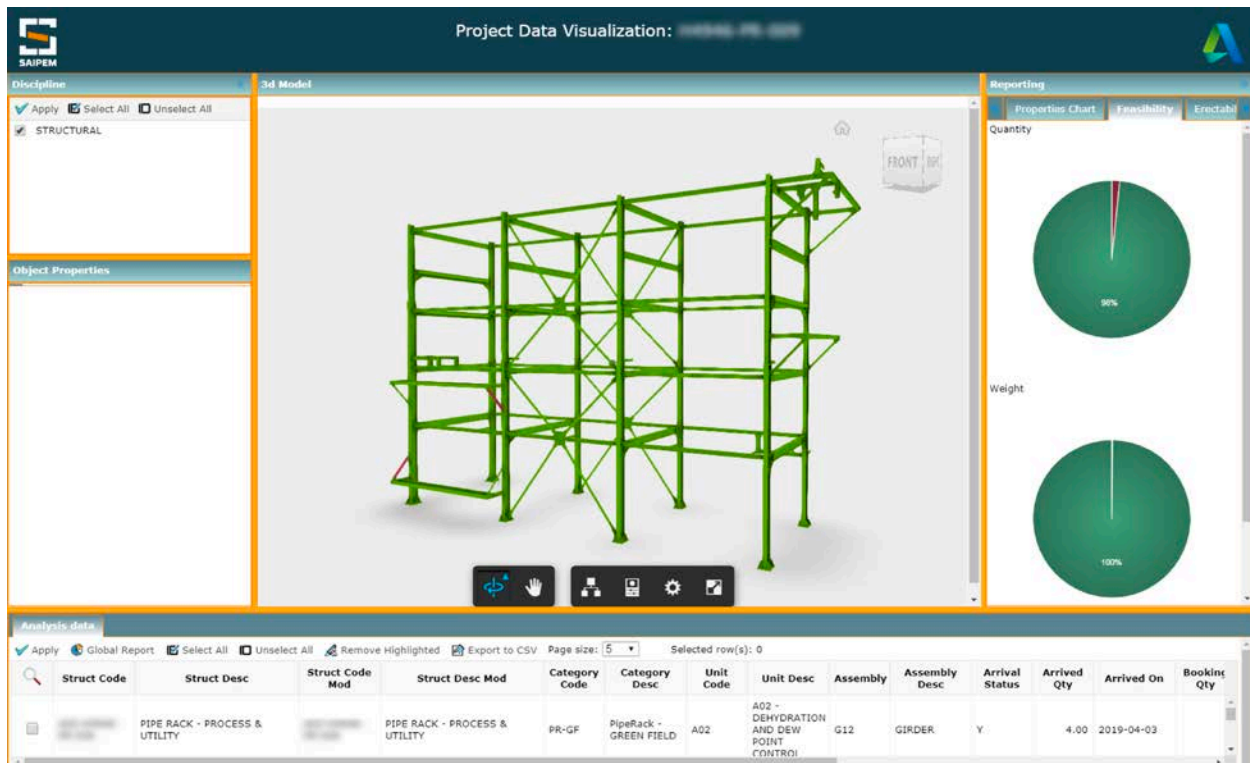 Project Data Visualization:
SAIPEM
Discipline
Apply Select All Unselect All
STRUCTURAL
Object Properties
3d Model
FRONT
Reporting
Properties Chart Feasibility Erectabil
Quantity
98%
Weight
100%
Analysis data
Apply Global Report Select All Unselect All Remove Highlighted Export to CSV Page size: 5 Selected row(s): 0
Struct Code Struct Desc Struct Code Mod Struct Desc Mod Category Code Category Desc Unit Code Unit Desc Assembly Assembly Desc Arrival Status Arrived Qty Arrived On Booking Qty
PIPE RACK - PROCESS & UTILITY PIPE RACK - PROCESS & UTILITY PR-GF PipeRack - GREEN FIELD A02 A02 - DEHYDRATION AND DEW POINT CONTROL G12 GIRDER Y 4.00 2019-04-03